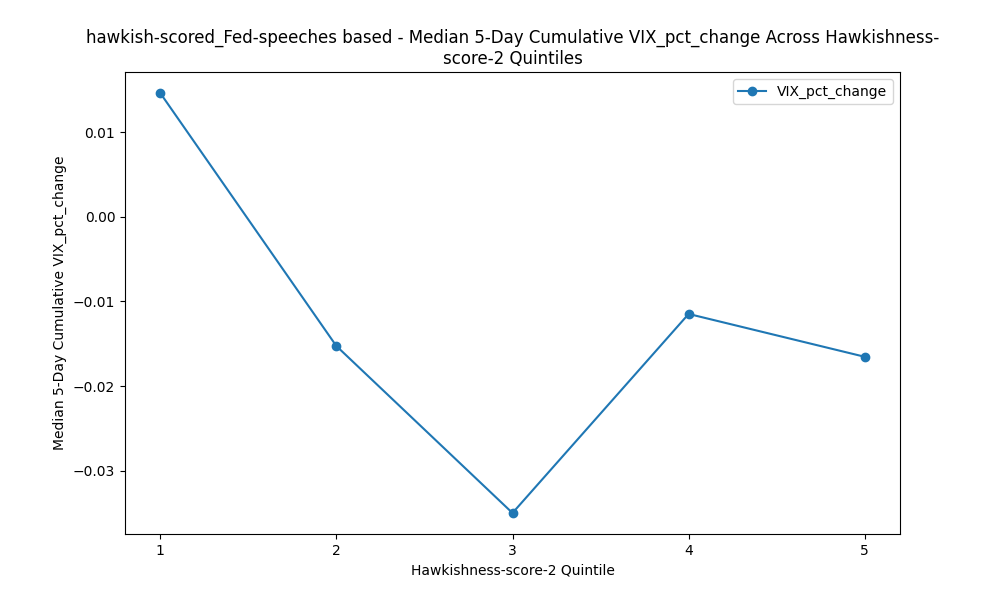 hawkish-scored_Fed-speeches based - Median 5-Day Cumulative VIX_pct_change Across Hawkishness-
score-2 Quintiles
VIX_pct_change
0.01
0.00
−0.01
−0.02
−0.03
Median 5-Day Cumulative VIX_pct_change
1
2
3
4
5
Hawkishness-score-2 Quintile